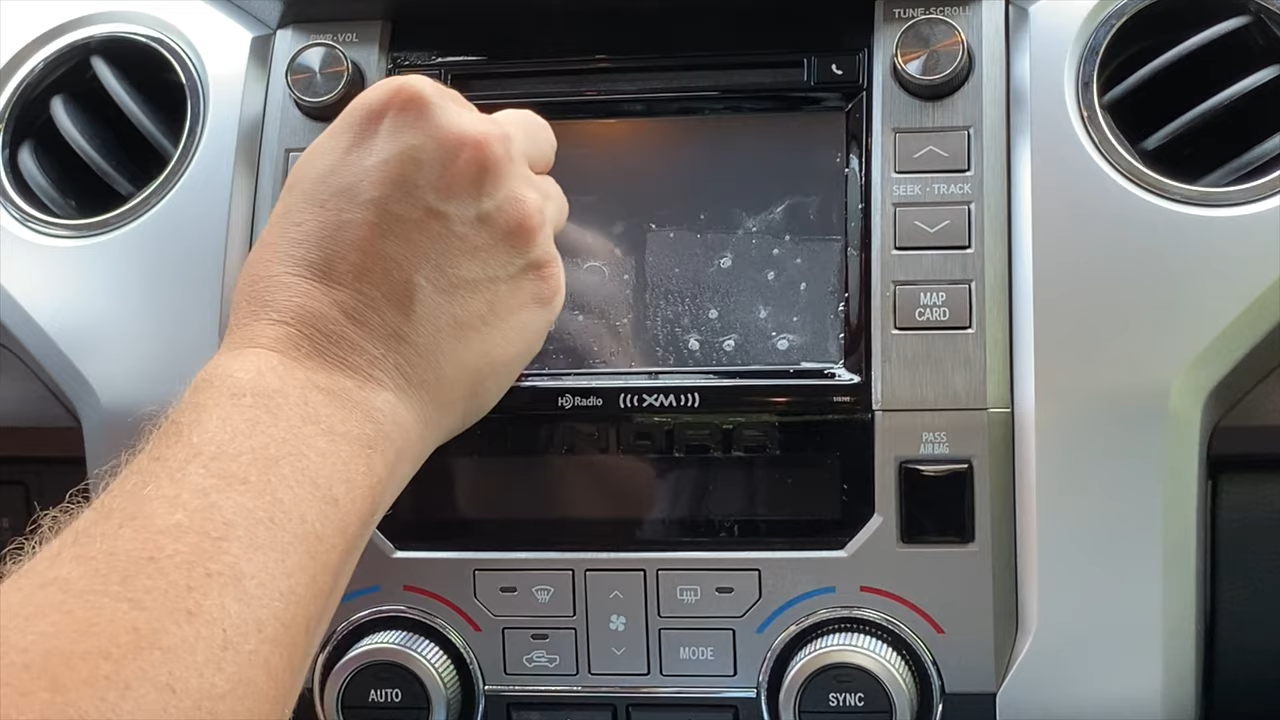 PWR·VOL
TUNE·SCROLL
SEEK · TRACK
MAP
CARD
HD Radio
(((XM)))
PASS
AIR BAG
MODE
AUTO
SYNC